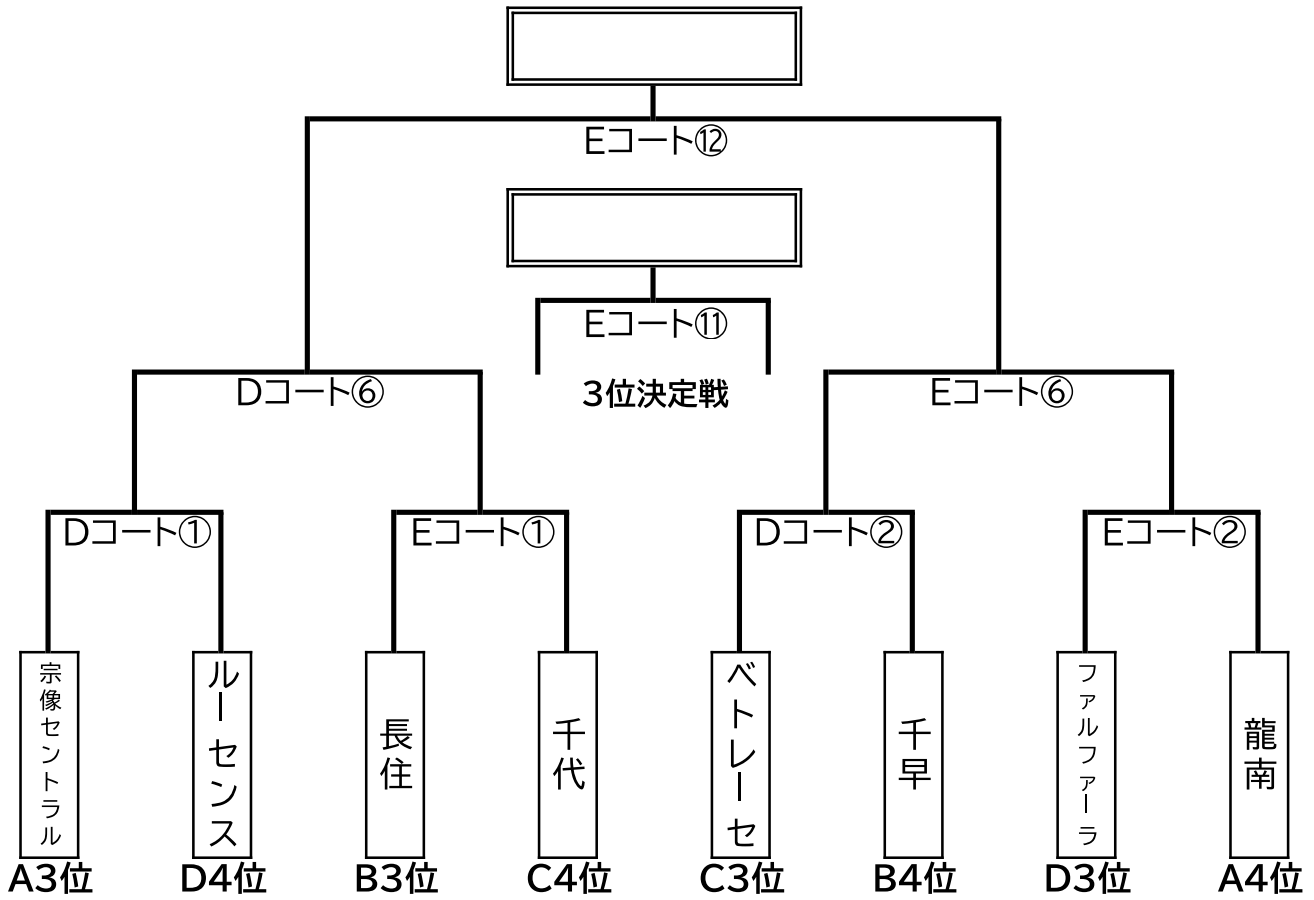 Eコート⑫
Eコート⑪
3位決定戦
Dコート⑥
Eコート⑥
Dコート①
Eコート①
Dコート②
Eコート②
宗像セントラル
ルーセンス
長住
千代
ベトレーセ
千早
ファルファーラ
龍南
A3位
D4位
B3位
C4位
C3位
B4位
D3位
A4位